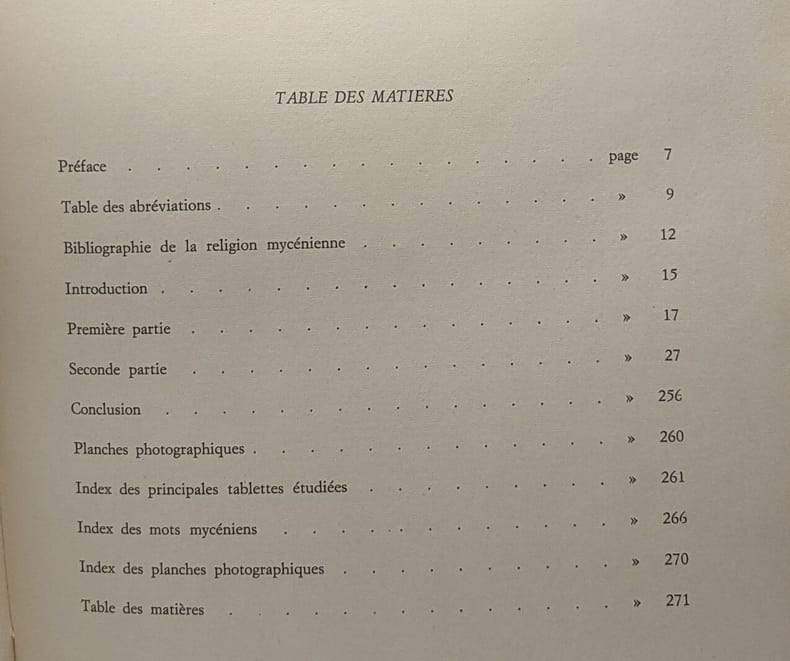 TABLE DES MATIERES
Préface . . . . . . . . . . . . . . . . . page 7
Table des abréviations . . . . . . . . . . . . . . » 9
Bibliographie de la religion mycénienne . . . . . . . . . » 12
Introduction . . . . . . . . . . . . . . . . » 15
Première partie . . . . . . . . . . . . . . . » 17
Seconde partie . . . . . . . . . . . . . . . » 27
Conclusion . . . . . . . . . . . . . . . . » 256
Planches photographiques . . . . . . . . . . . . . » 260
Index des principales tablettes étudiées . . . . . . . . . » 261
Index des mots mycéniens . . . . . . . . . . . . » 266
Index des planches photographiques . . . . . . . . . . » 270
Table des matières . . . . . . . . . . . . . . » 271